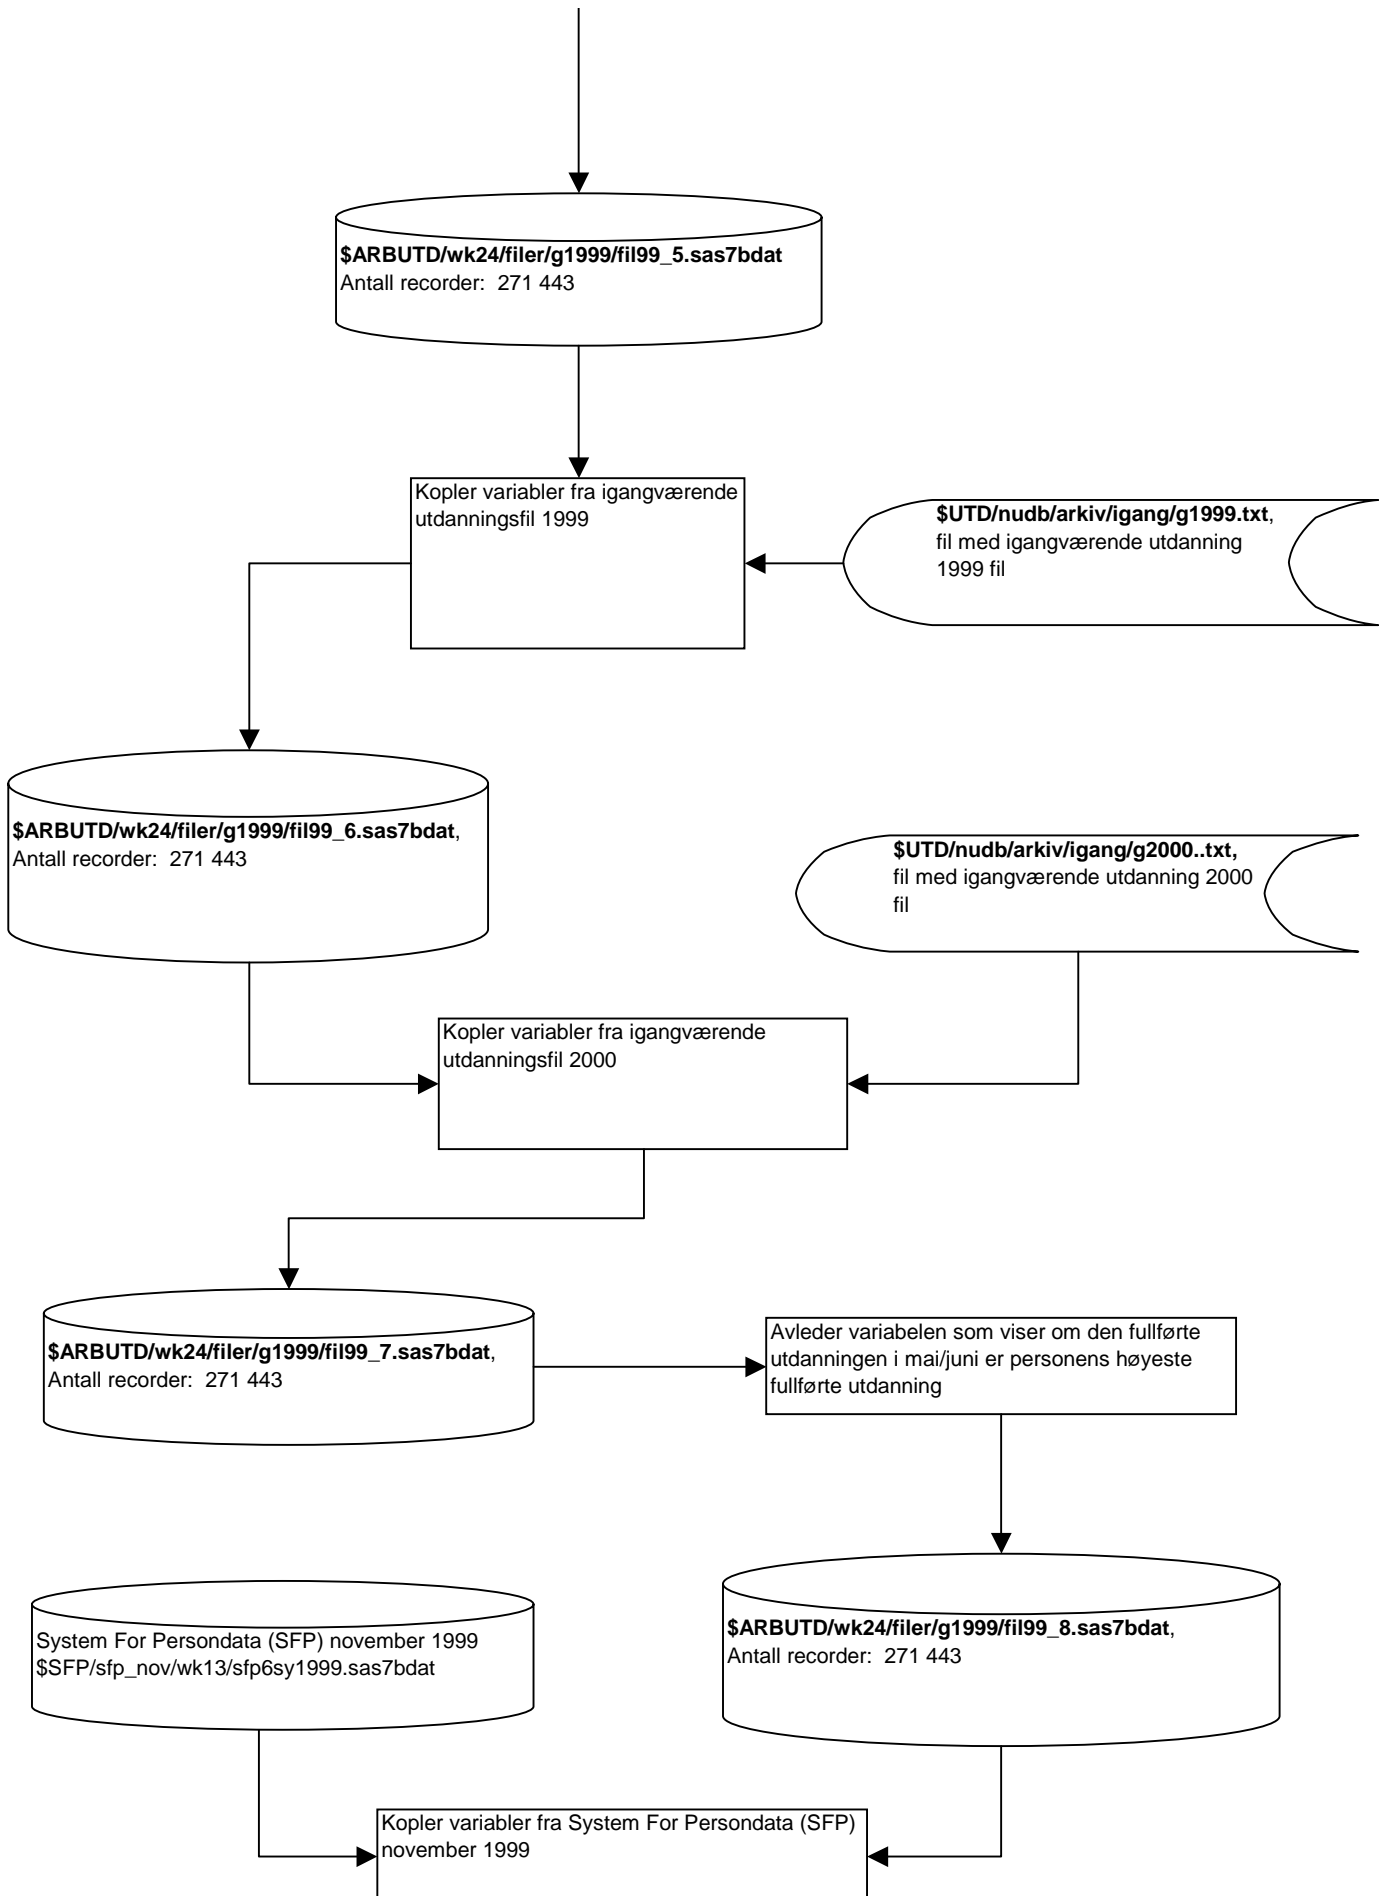 $ARBUTD/wk24/filer/g1999/fil99_5.sas7bdat
Antall recorder:  271 443
Kopler variabler fra igangværende
utdanningsfil 1999
$UTD/nudb/arkiv/igang/g1999.txt,
fil med igangværende utdanning
1999 fil
$ARBUTD/wk24/filer/g1999/fil99_6.sas7bdat,
Antall recorder:  271 443
$UTD/nudb/arkiv/igang/g2000..txt,
fil med igangværende utdanning 2000
fil
Kopler variabler fra igangværende
utdanningsfil 2000
$ARBUTD/wk24/filer/g1999/fil99_7.sas7bdat,
Antall recorder:  271 443
Avleder variabelen som viser om den fullførte
utdanningen i mai/juni er personens høyeste
fullførte utdanning
System For Persondata (SFP) november 1999
$SFP/sfp_nov/wk13/sfp6sy1999.sas7bdat
$ARBUTD/wk24/filer/g1999/fil99_8.sas7bdat,
Antall recorder:  271 443
Kopler variabler fra System For Persondata (SFP)
november 1999